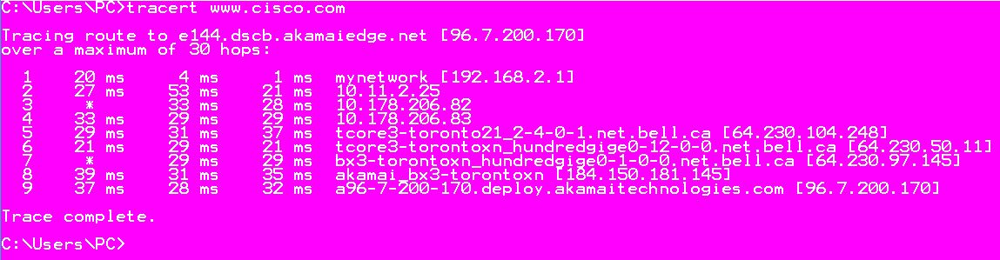 C:\Users\PC>tracert www.cisco.com
Tracing route to e144.dscb.akamaiedge.net [96.7.200.170]
over a maximum of 30 hops:
1 20 ms 4 ms 1 ms mynetwork [192.168.2.1]
2 27 ms 53 ms 21 ms 10.11.2.25
3 * 33 ms 28 ms 10.178.206.82
4 33 ms 29 ms 29 ms 10.178.206.83
5 29 ms 31 ms 37 ms tcore3-toronto21_2-4-0-1.net.bell.ca [64.230.104.248]
6 21 ms 29 ms 21 ms tcore3-torontoxn_hundredgige0-12-0-0.net.bell.ca [64.230.50.11]
7 * 29 ms 29 ms bx3-torontoxn_hundredgige0-1-0-0.net.bell.ca [64.230.97.145]
8 39 ms 31 ms 35 ms akamai_bx3-torontoxn [184.150.181.145]
9 37 ms 28 ms 32 ms a96-7-200-170.deploy.akamaitechnologies.com [96.7.200.170]
Trace complete.
C:\Users\PC>